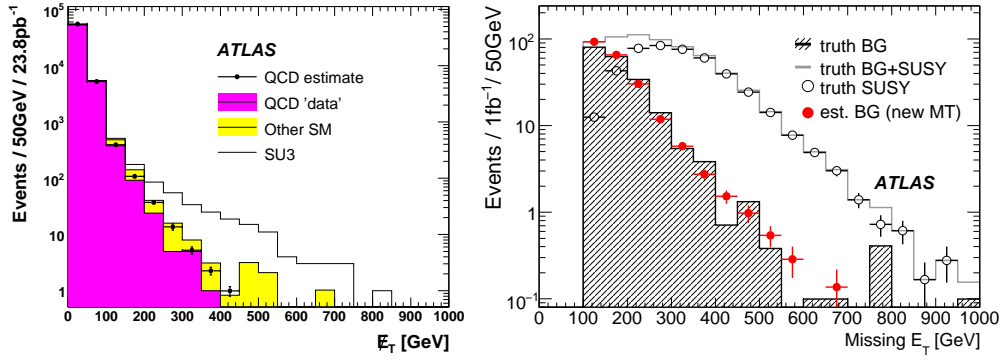 Events / 50GeV / 23.8pb⁻¹
10⁵
10⁴
10³
10²
10
1
ATLAS
QCD estimate
QCD 'data'
Other SM
SU3
0 100 200 300 400 500 600 700 800 900 1000
E̸_T [GeV]
Events / 1fb⁻¹ / 50GeV
10²
10
1
10⁻¹
truth BG
truth BG+SUSY
truth SUSY
est. BG (new MT)
ATLAS
0 100 200 300 400 500 600 700 800 900 1000
Missing E_T [GeV]